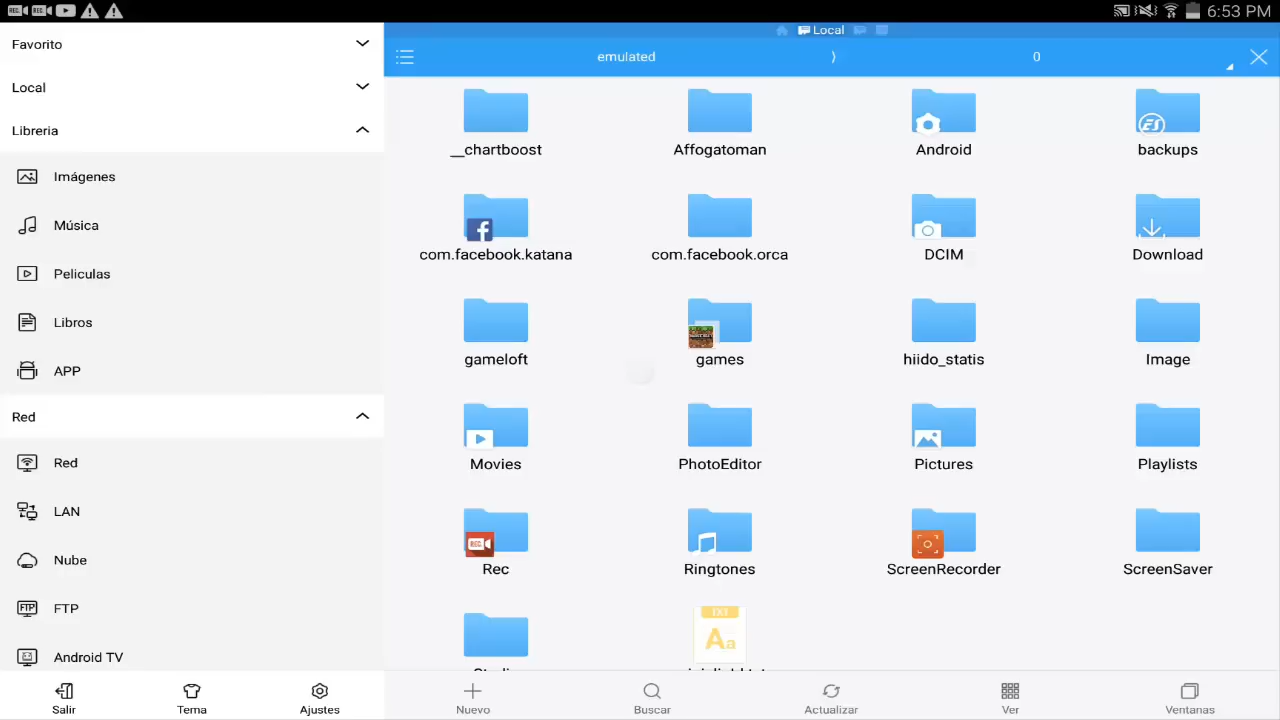 6:53 PM
Favorito
Local
Libreria
Imágenes
Música
Peliculas
Libros
APP
Red
Red
LAN
Nube
FTP
Android TV
Salir
Tema
Ajustes
Local
emulated
0
__chartboost
Affogatoman
Android
backups
com.facebook.katana
com.facebook.orca
DCIM
Download
gameloft
games
hiido_statis
Image
Movies
PhotoEditor
Pictures
Playlists
Rec
Ringtones
ScreenRecorder
ScreenSaver
TXT
Aa
Nuevo
Buscar
Actualizar
Ver
Ventanas